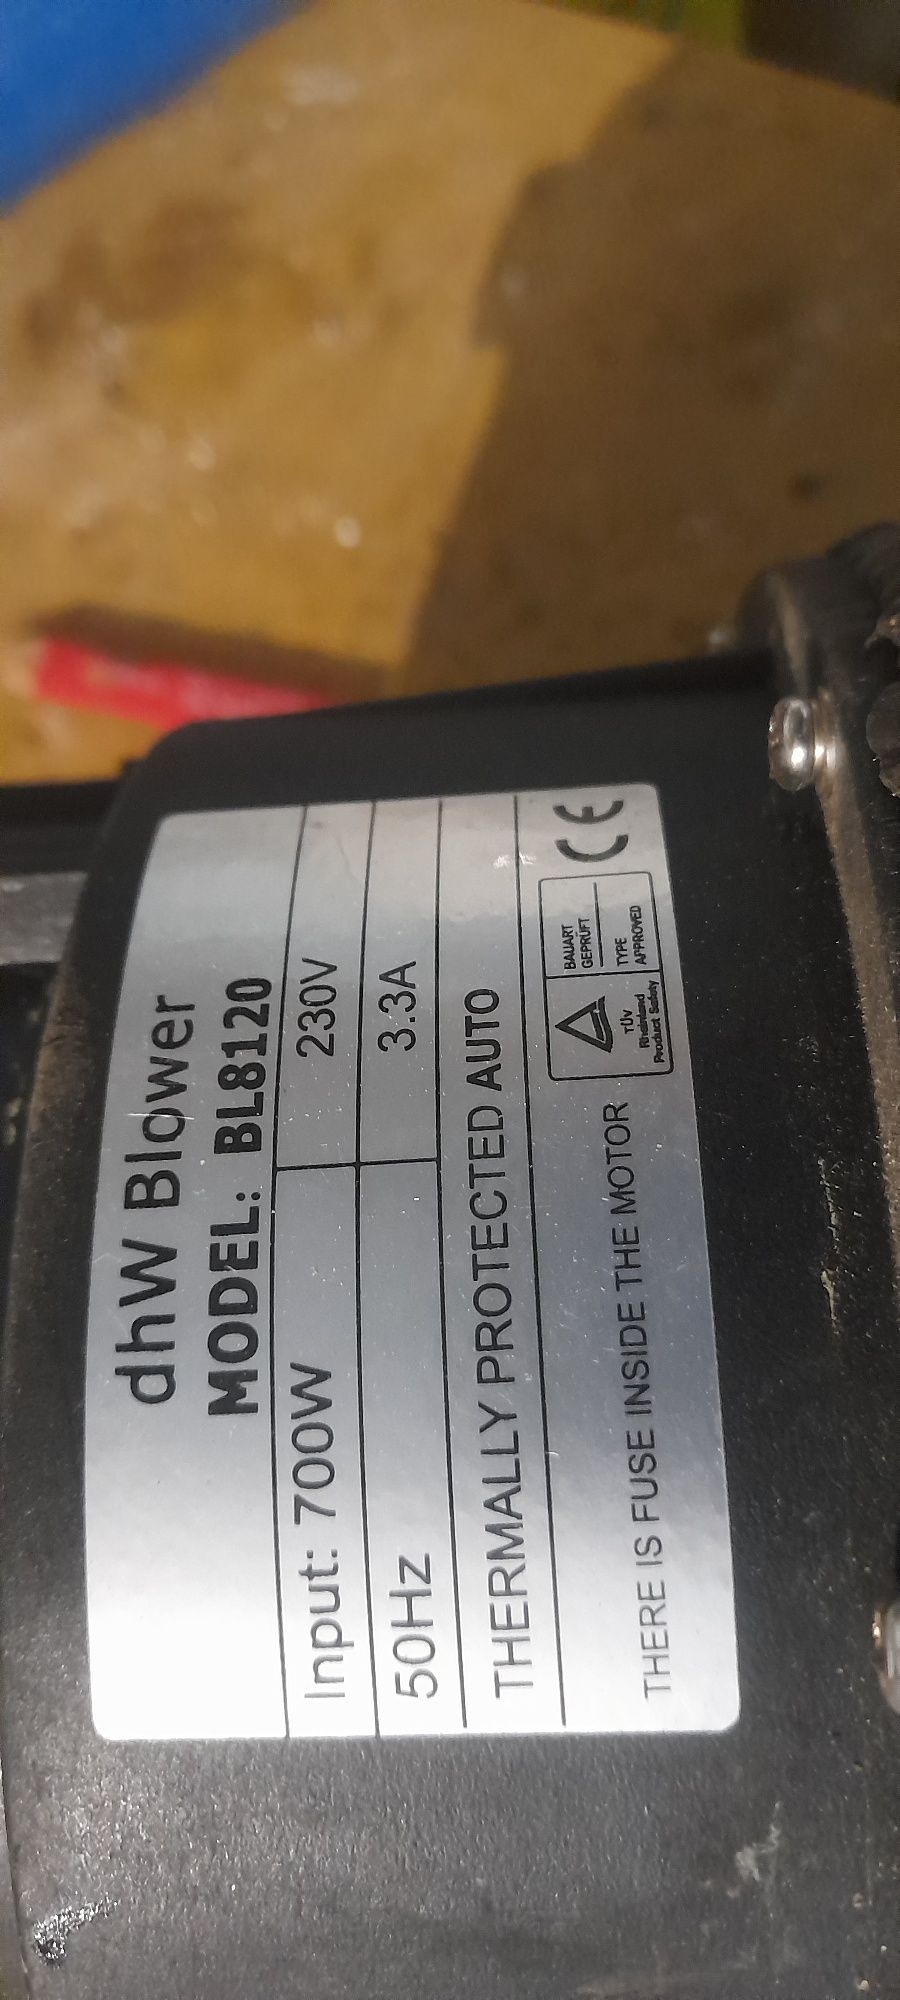 dhW Blower
MODEL: BL8120
Input: 700W 230V
50Hz 3.3A
THERMALLY PROTECTED AUTO
THERE IS FUSE INSIDE THE MOTOR
TÜV
Rheinland
Product Safety
BAUART
GEPRÜFT
TYPE
APPROVED
CE